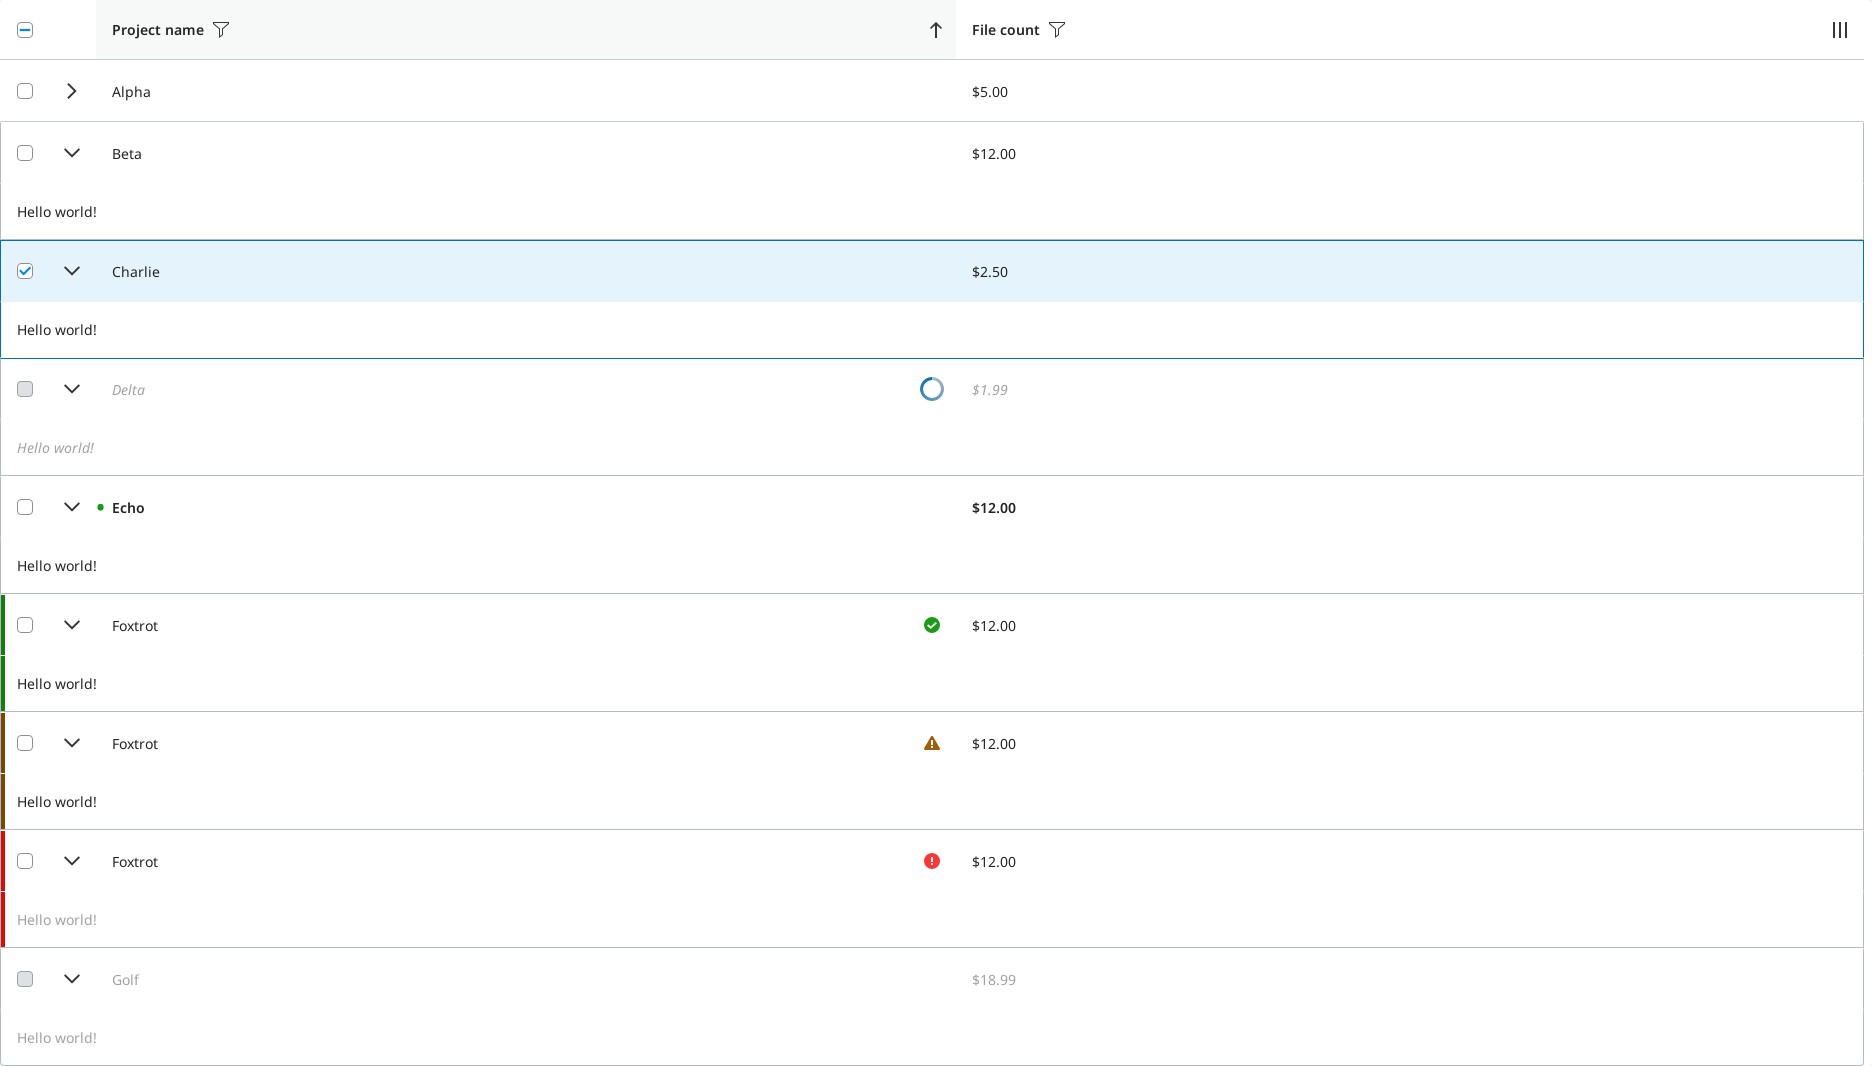 Project name File count
Alpha $5.00
Beta $12.00
Hello world!
Charlie $2.50
Hello world!
Delta $1.99
Hello world!
Echo $12.00
Hello world!
Foxtrot $12.00
Hello world!
Foxtrot $12.00
Hello world!
Foxtrot $12.00
Hello world!
Golf $18.99
Hello world!